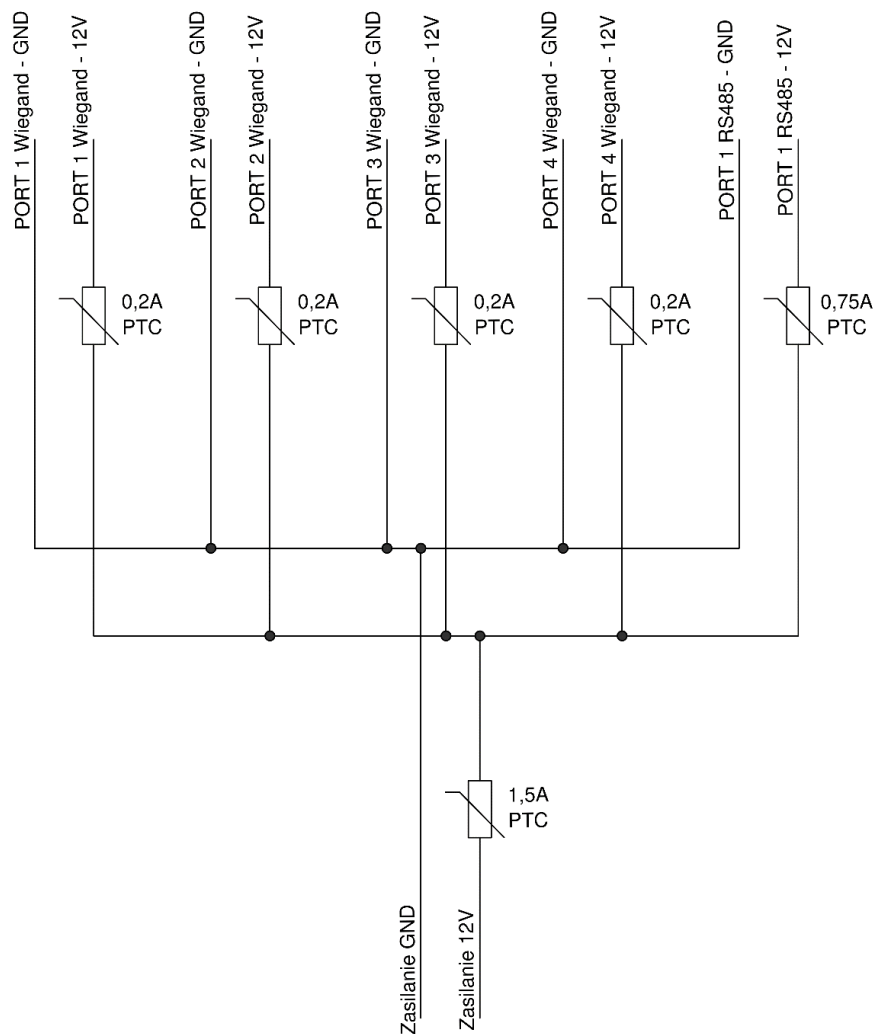 PORT 1 Wiegand - GND
PORT 1 Wiegand - 12V
PORT 2 Wiegand - GND
PORT 2 Wiegand - 12V
PORT 3 Wiegand - GND
PORT 3 Wiegand - 12V
PORT 4 Wiegand - GND
PORT 4 Wiegand - 12V
PORT 1 RS485 - GND
PORT 1 RS485 - 12V
0,2A
PTC
0,2A
PTC
0,2A
PTC
0,2A
PTC
0,75A
PTC
1,5A
PTC
Zasilanie GND
Zasilanie 12V